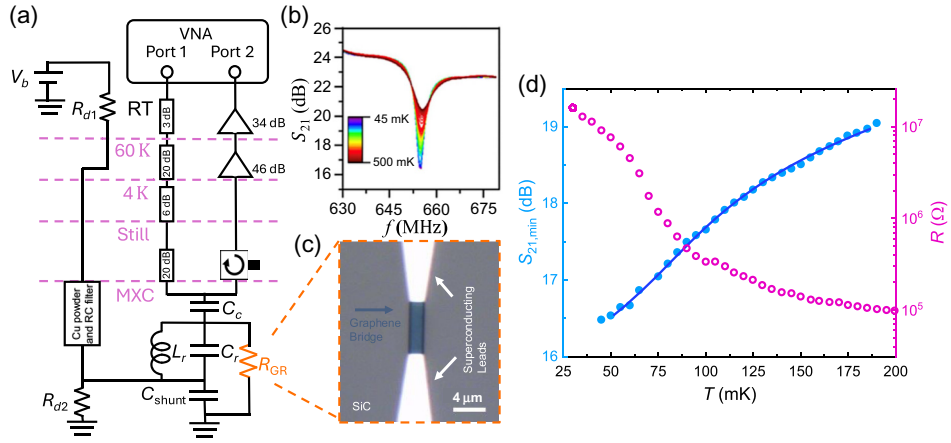 (a)
VNA
Port 1 Port 2
V_b
R_d1
RT
3 dB
34 dB
60 K
20 dB
46 dB
4 K
6 dB
Still
20 dB
MXC
Cu powder
and RC filter
C_c
L_r
C_r
R_GR
R_d2
C_shunt
(b)
S_21 (dB)
26
24
22
20
18
16
14
45 mK
500 mK
630 645 660 675
f (MHz)
(c)
Graphene
Bridge
Superconducting
Leads
SiC
4 μm
(d)
S_21,min (dB)
19
18
17
16
25 50 75 100 125 150 175 200
T (mK)
10^7
10^6
10^5
R (Ω)